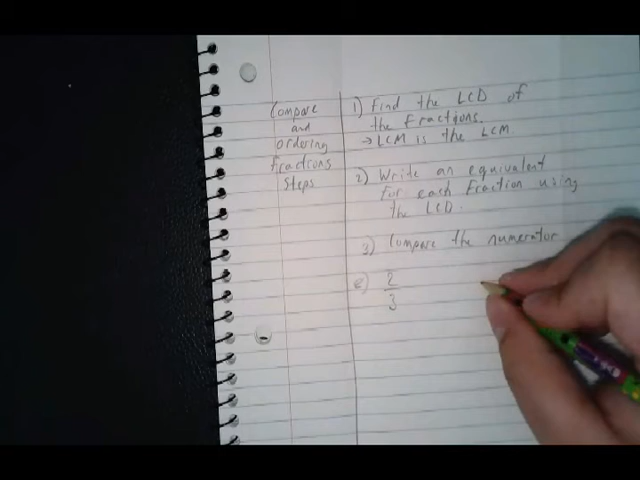 Compare
and
ordering
fractions
steps
1) Find the LCD of
the fractions.
→ LCM is the LCM.
2) Write an equivalent
for each fraction using
the LCD.
3) Compare the numerator
e) 2
3